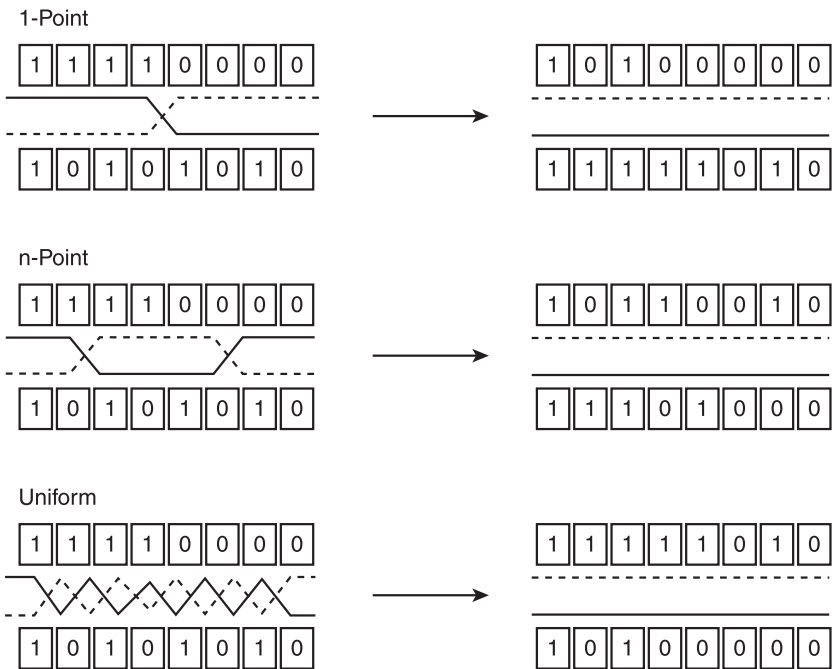 1-Point
1 1 1 1 0 0 0 0
1 0 1 0 0 0 0 0
1 0 1 0 1 0 1 0
1 1 1 1 1 0 1 0
n-Point
1 1 1 1 0 0 0 0
1 0 1 1 0 0 1 0
1 0 1 0 1 0 1 0
1 1 1 0 1 0 0 0
Uniform
1 1 1 1 0 0 0 0
1 1 1 1 1 0 1 0
1 0 1 0 1 0 1 0
1 0 1 0 0 0 0 0